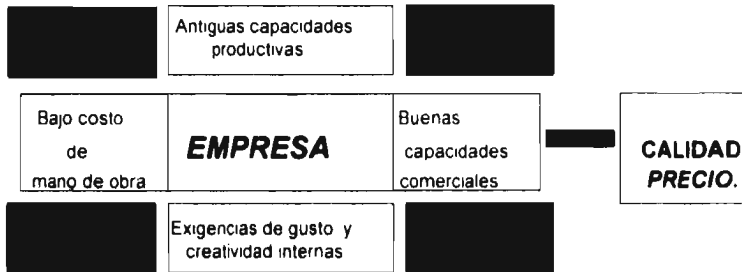 Antiguas capacidades
productivas
Bajo costo
de
mano de obra
EMPRESA
Buenas
capacidades
comerciales
CALIDAD
PRECIO.
Exigencias de gusto y
creatividad internas